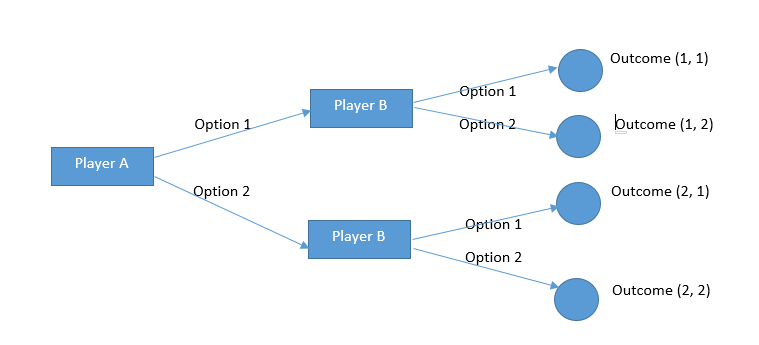 Outcome (1, 1)
Option 1
Player B
Option 1
Option 2
Outcome (1, 2)
Player A
Option 2
Outcome (2, 1)
Option 1
Player B
Option 2
Outcome (2, 2)